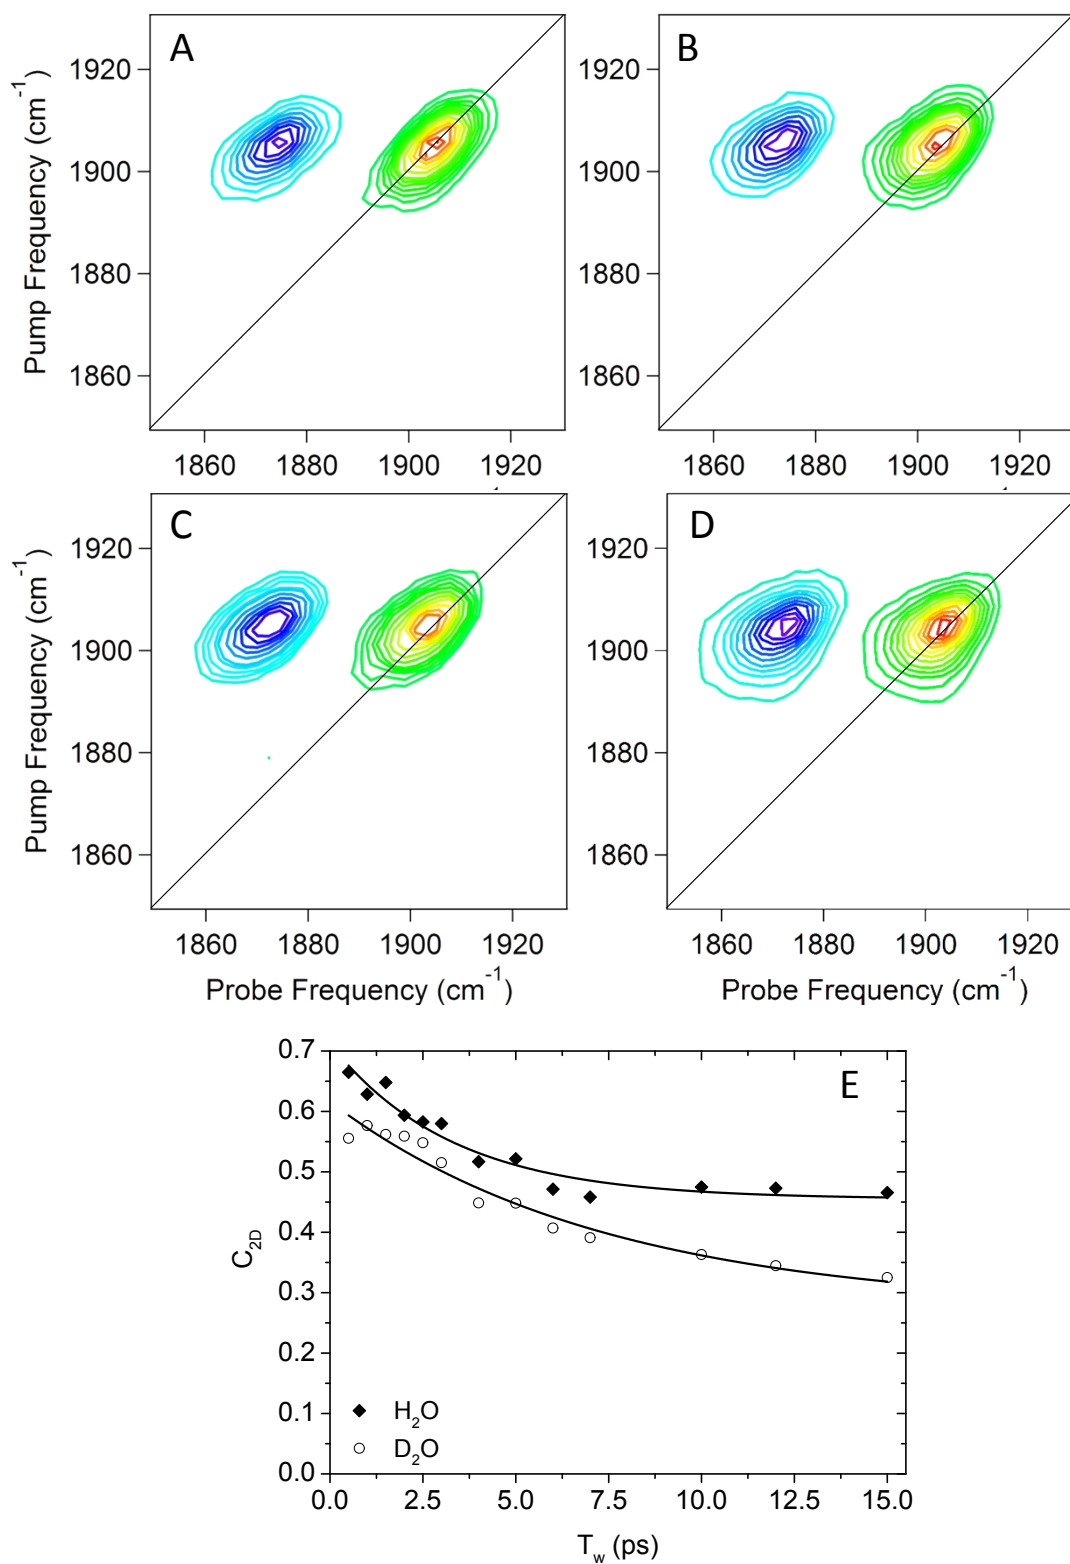 A
B
Pump Frequency (cm⁻¹)
1920
1900
1880
1860
1920
1900
1880
1860
1860 1880 1900 1920
1860 1880 1900 1920
C
D
Pump Frequency (cm⁻¹)
1920
1900
1880
1860
1920
1900
1880
1860
1860 1880 1900 1920
1860 1880 1900 1920
Probe Frequency (cm⁻¹)
Probe Frequency (cm⁻¹)
E
C₂D
0.7
0.6
0.5
0.4
0.3
0.2
0.1
0.0
H₂O
D₂O
0.0 2.5 5.0 7.5 10.0 12.5 15.0
T_w (ps)